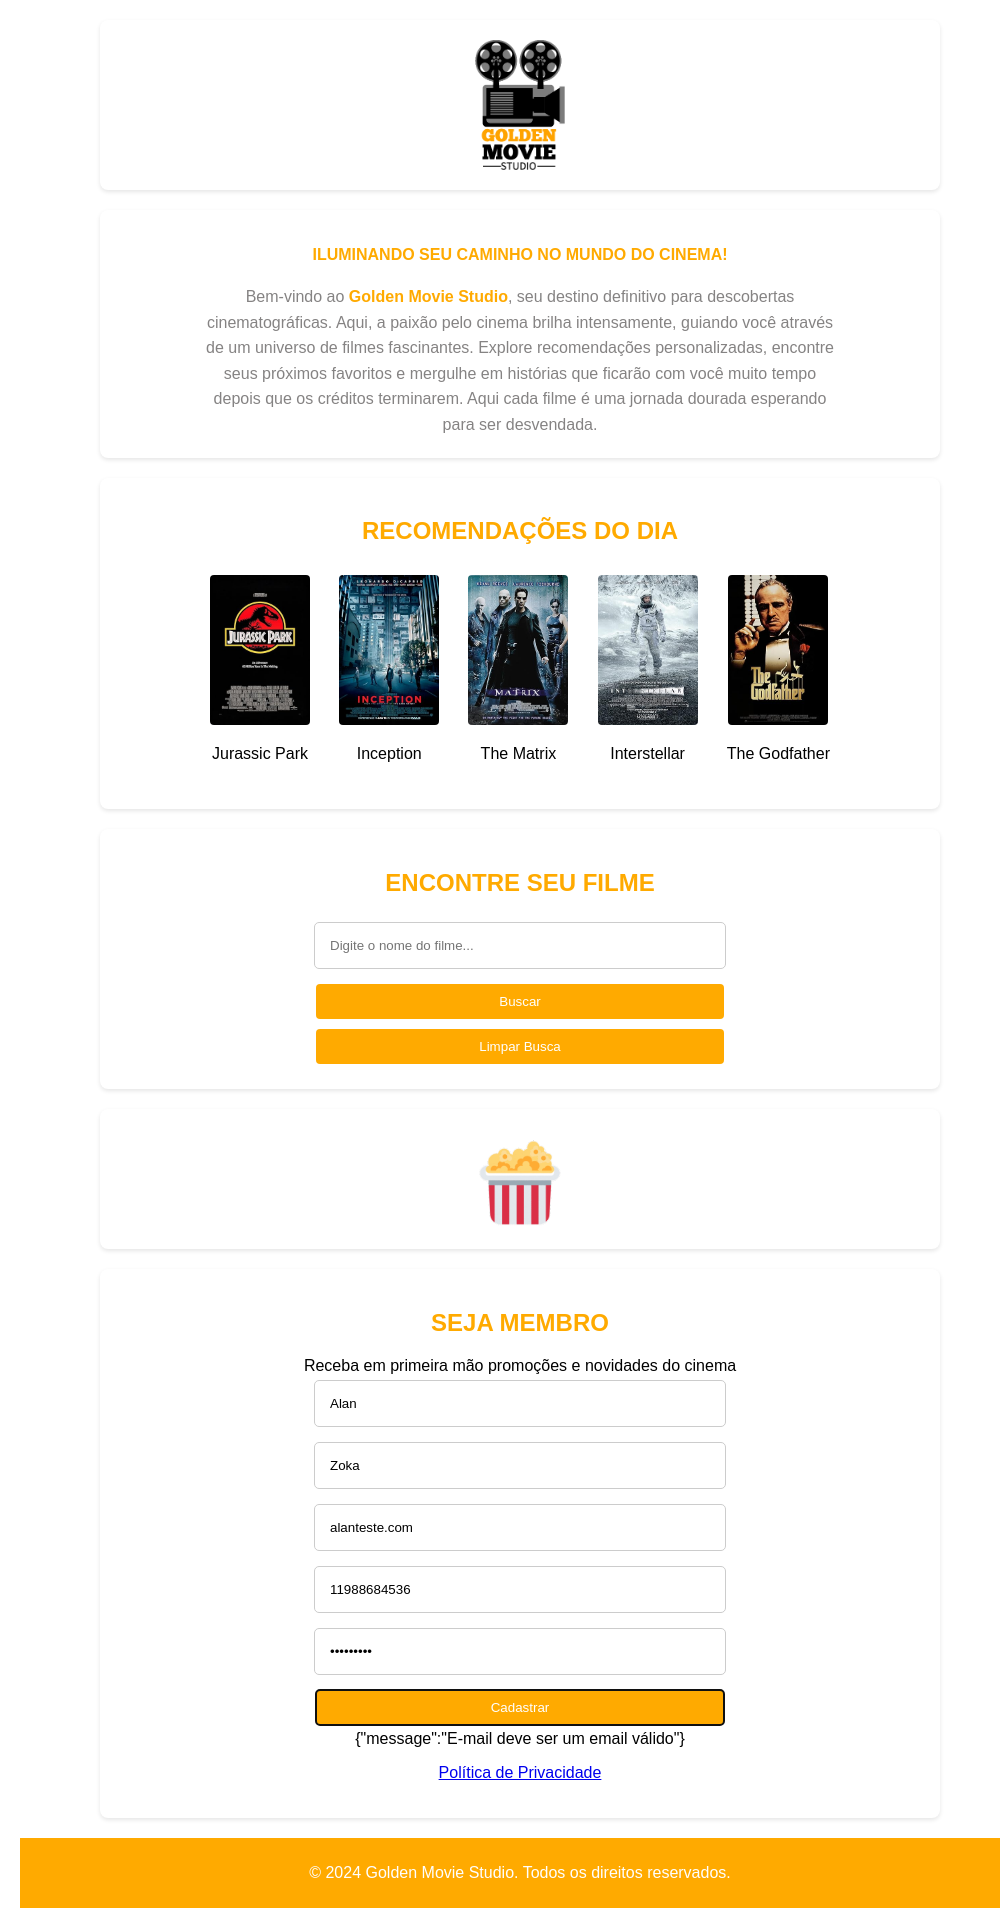 GOLDEN
MOVIE
STUDIO
ILUMINANDO SEU CAMINHO NO MUNDO DO CINEMA!
Bem-vindo ao Golden Movie Studio, seu destino definitivo para descobertas
cinematográficas. Aqui, a paixão pelo cinema brilha intensamente, guiando você através
de um universo de filmes fascinantes. Explore recomendações personalizadas, encontre
seus próximos favoritos e mergulhe em histórias que ficarão com você muito tempo
depois que os créditos terminarem. Aqui cada filme é uma jornada dourada esperando
para ser desvendada.
RECOMENDAÇÕES DO DIA
JURASSIC PARK
LEONARDO DICAPRIO
INCEPTION
MATRIX
INTERSTELLAR
The
Godfather
Jurassic Park
Inception
The Matrix
Interstellar
The Godfather
ENCONTRE SEU FILME
Digite o nome do filme...
Buscar
Limpar Busca
SEJA MEMBRO
Receba em primeira mão promoções e novidades do cinema
Alan
Zoka
alanteste.com
11988684536
•••••••••
Cadastrar
{"message":"E-mail deve ser um email válido"}
Política de Privacidade
© 2024 Golden Movie Studio. Todos os direitos reservados.